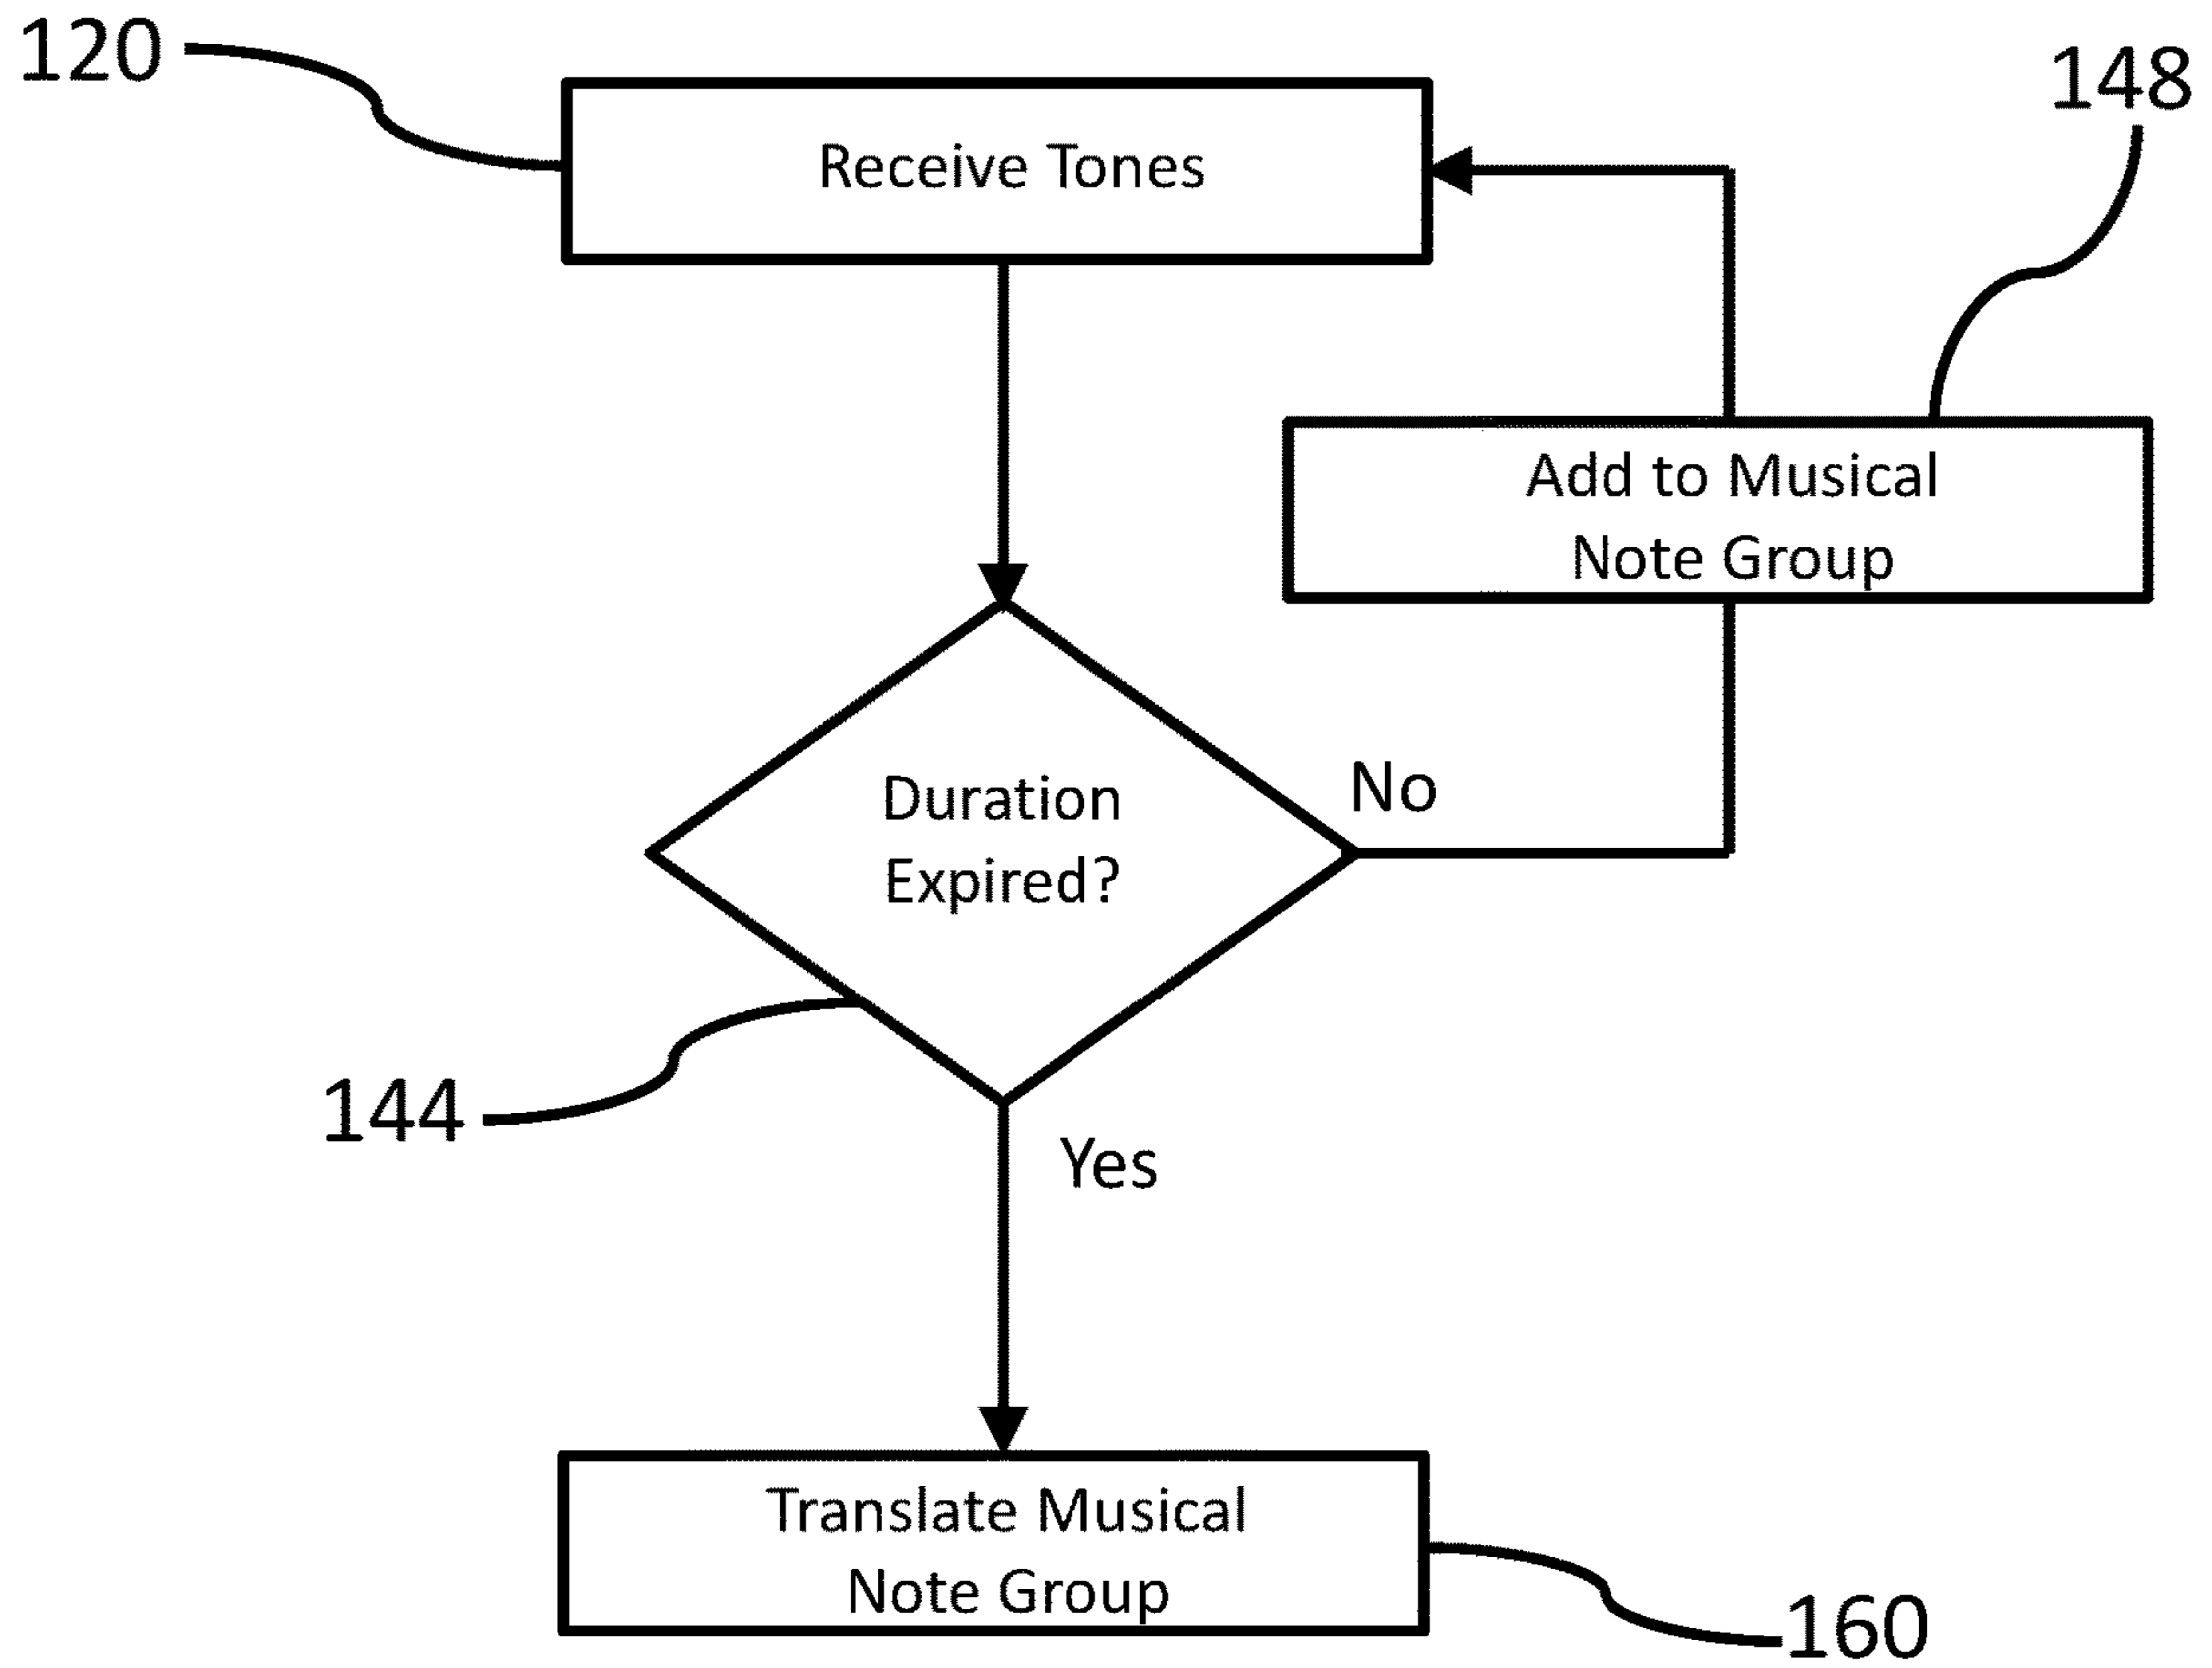 120
148
Receive Tones
Add to Musical
Note Group
Duration
Expired?
No
144
Yes
Translate Musical
Note Group
160